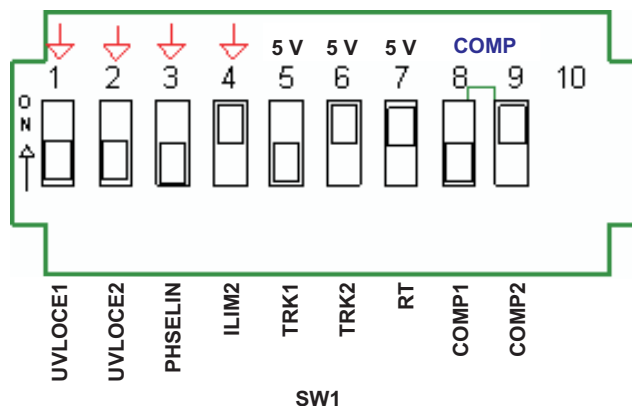 5 V 5 V 5 V COMP
1 2 3 4 5 6 7 8 9 10
ON
UVLOCE1
UVLOCE2
PHSELIN
ILIM2
TRK1
TRK2
RT
COMP1
COMP2
SW1